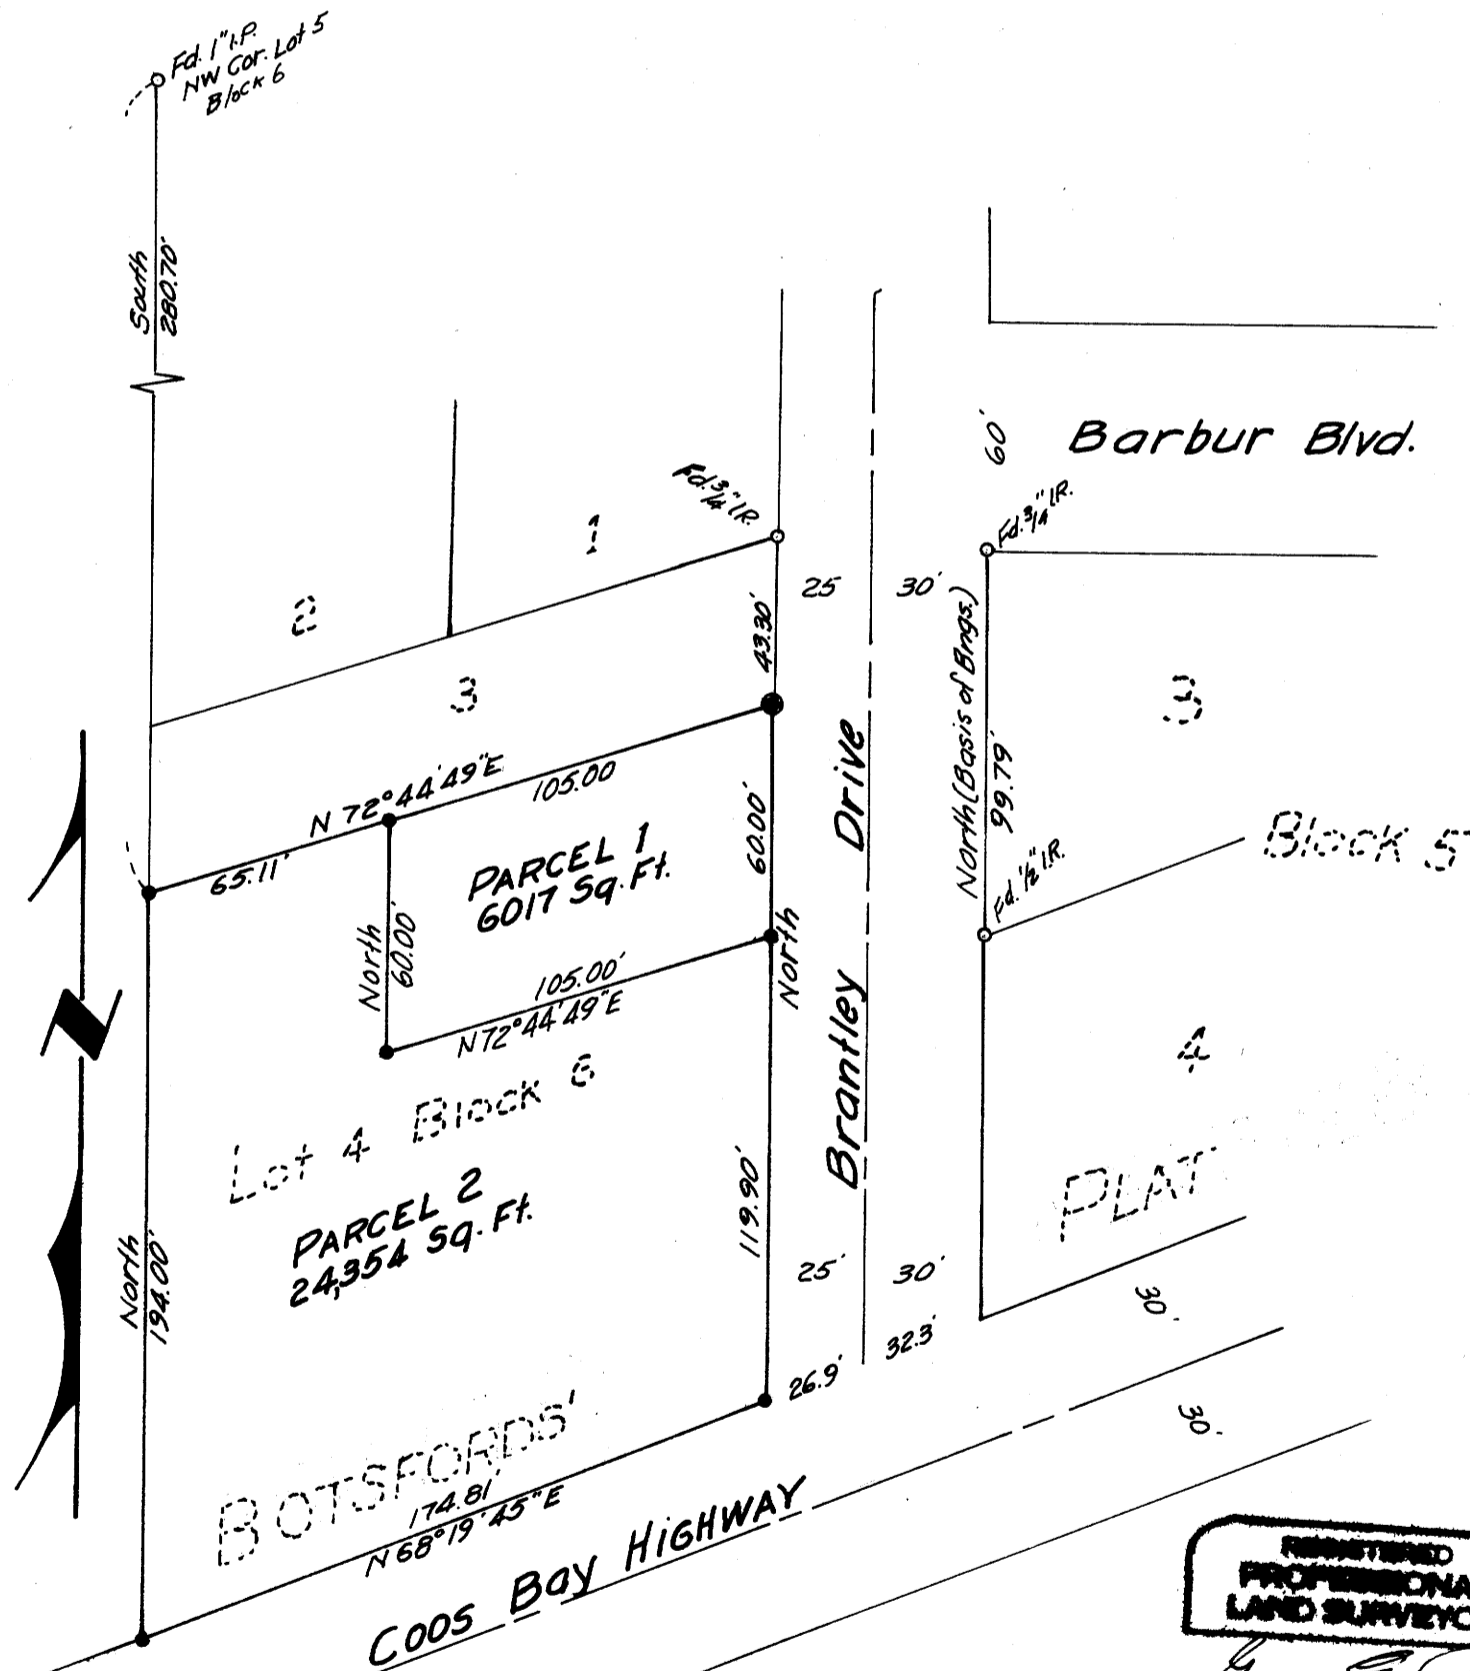 Fd. 1" I.P.
NW Cor. Lot 5
Block 6
South
280.70'
Barbur Blvd.
60'
Fd. 3/4" I.R.
Fd. 3/4" I.R.
1
2
3
25
30'
43.30'
North (Basis of Brngs.)
99.79'
3
N 72°44'49"E
105.00
65.11'
PARCEL 1
6017 Sq. Ft.
60.00'
North
60.00'
North
105.00'
N 72°44'49"E
Brantley Drive
Fd. 1/2" I.R.
Block 5
4
PLAT
Lot 4 Block 6
PARCEL 2
24,354 Sq. Ft.
North
194.00'
119.90'
25'
30'
32.3'
26.9'
30'
30'
BOTSFORDS'
174.81'
N 68°19'45"E
COOS Bay HIGHWAY
REGISTERED
PROFESSIONA
LAND SURVEYO